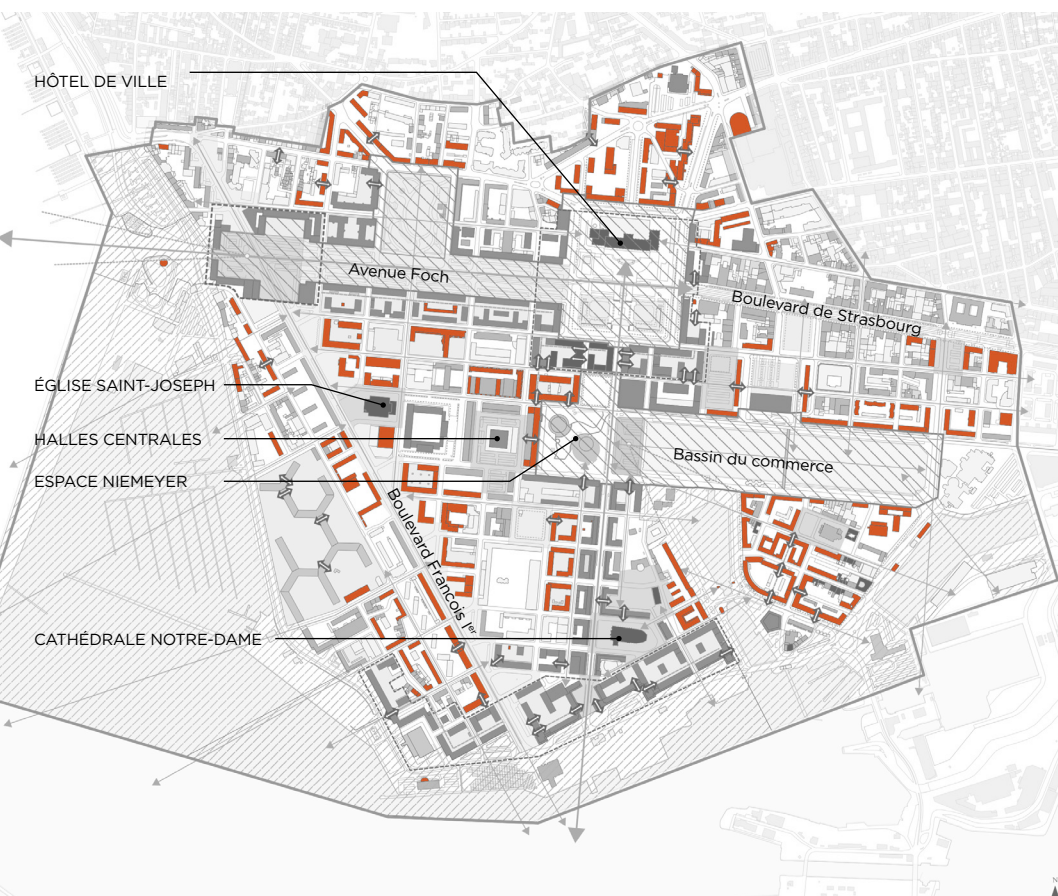 HÔTEL DE VILLE
Avenue Foch
Boulevard de Strasbourg
ÉGLISE SAINT-JOSEPH
HALLES CENTRALES
Bassin du commerce
ESPACE NIEMEYER
Boulevard François Ier
CATHÉDRALE NOTRE-DAME
N